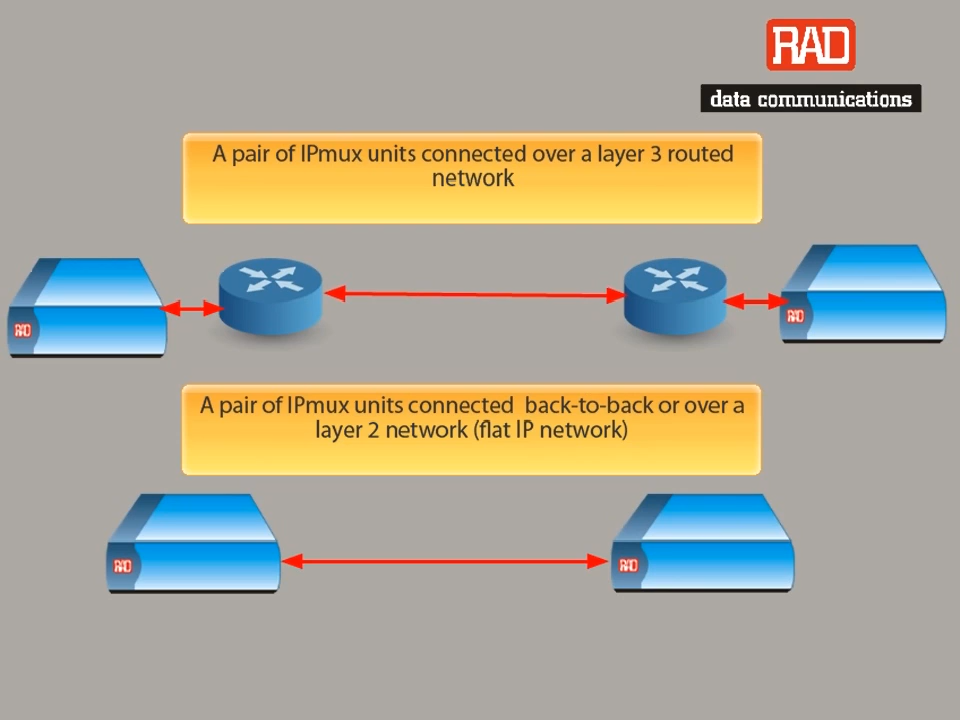 RAD
data communications
A pair of IPmux units connected over a layer 3 routed
network
RAD
RAD
A pair of IPmux units connected  back-to-back or over a
layer 2 network (flat IP network)
RAD
RAD